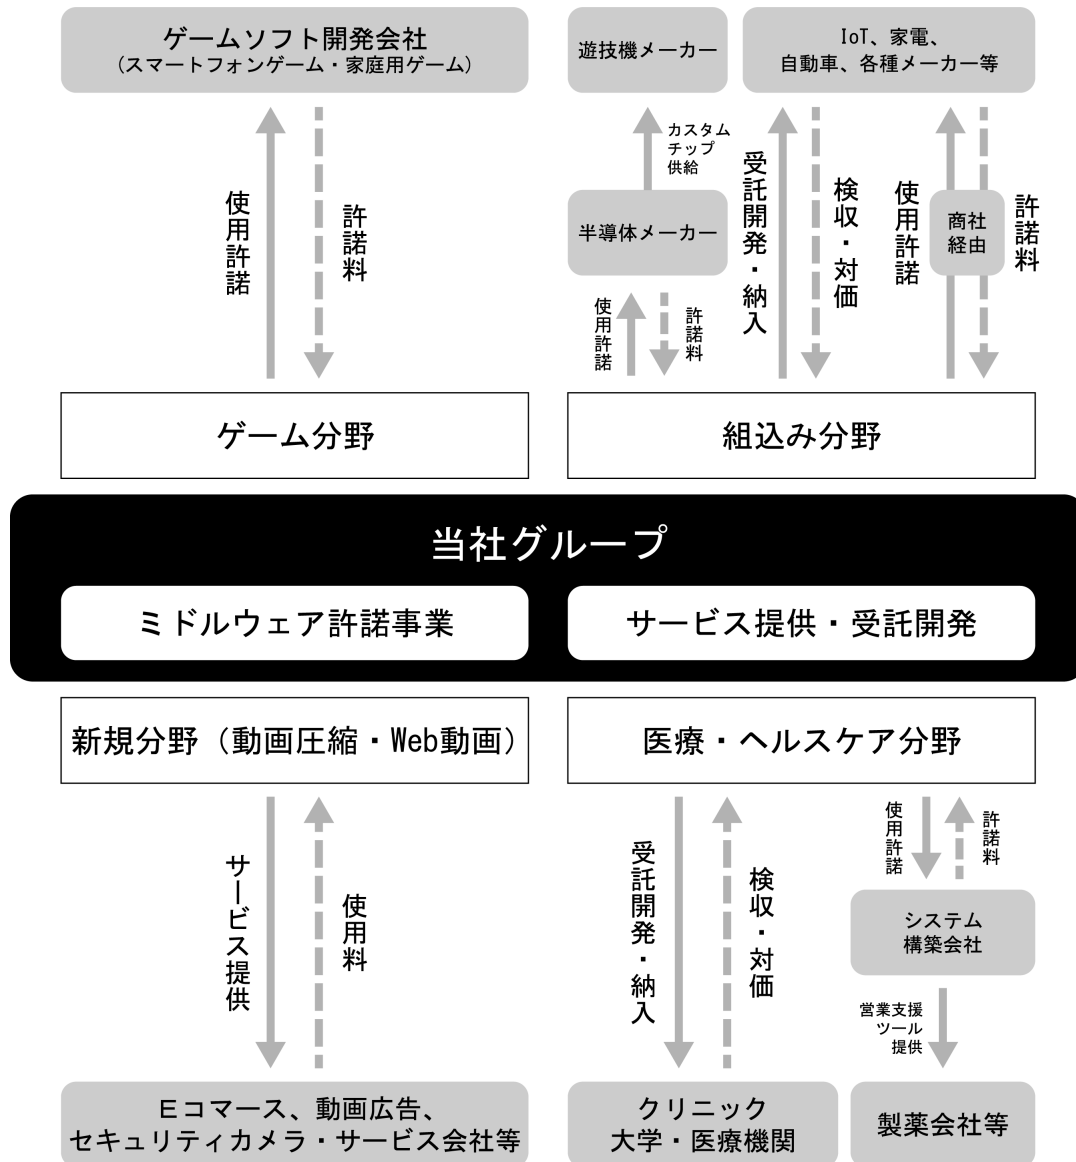 ゲームソフト開発会社
(スマートフォンゲーム・家庭用ゲーム)
遊技機メーカー
IoT、家電、
自動車、各種メーカー等
使用許諾
許諾料
カスタム
チップ
供給
半導体メーカー
使用許諾
許諾料
受託開発・納入
検収・対価
使用許諾
商社
経由
許諾料
ゲーム分野
組込み分野
当社グループ
ミドルウェア許諾事業
サービス提供・受託開発
新規分野（動画圧縮・Web動画）
医療・ヘルスケア分野
サービス提供
使用料
受託開発・納入
検収・対価
使用許諾
許諾料
システム
構築会社
営業支援
ツール
提供
Ｅコマース、動画広告、
セキュリティカメラ・サービス会社等
クリニック
大学・医療機関
製薬会社等